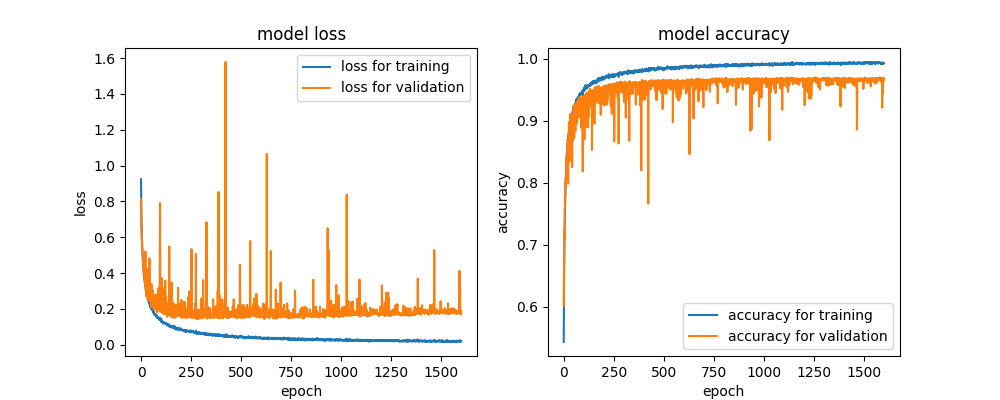 model loss
loss for training
loss for validation
1.6
1.4
1.2
1.0
0.8
0.6
0.4
0.2
0.0
loss
0
250
500
750
1000
1250
1500
epoch
model accuracy
1.0
0.9
0.8
0.7
0.6
accuracy
accuracy for training
accuracy for validation
0
250
500
750
1000
1250
1500
epoch